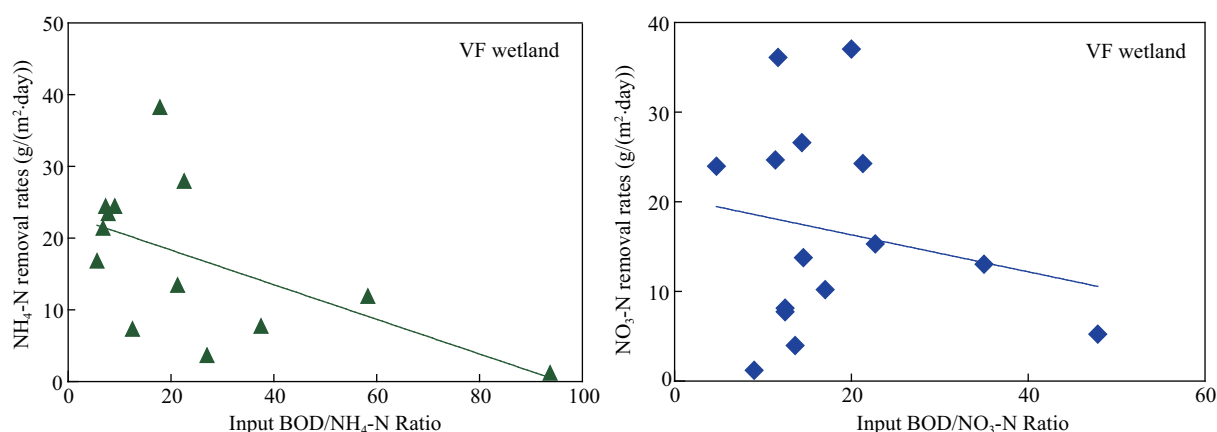 50
40
30
20
10
0
NH₄-N removal rates (g/(m²·day))
VF wetland
0 20 40 60 80 100
Input BOD/NH₄-N Ratio
40
30
20
10
0
NO₃-N removal rates (g/(m²·day))
VF wetland
0 20 40 60
Input BOD/NO₃-N Ratio